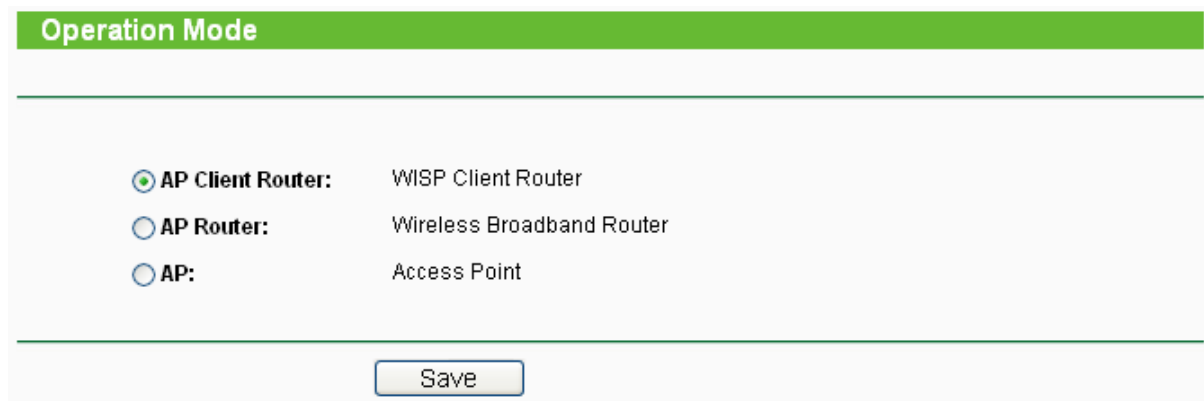 Operation Mode
AP Client Router: WISP Client Router
AP Router: Wireless Broadband Router
AP: Access Point
Save